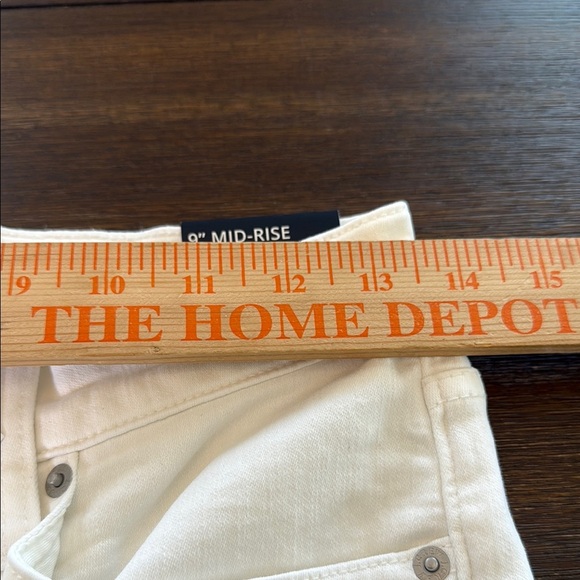 9" MID-RISE
9 10 11 12 13 14 15
THE HOME DEPOT